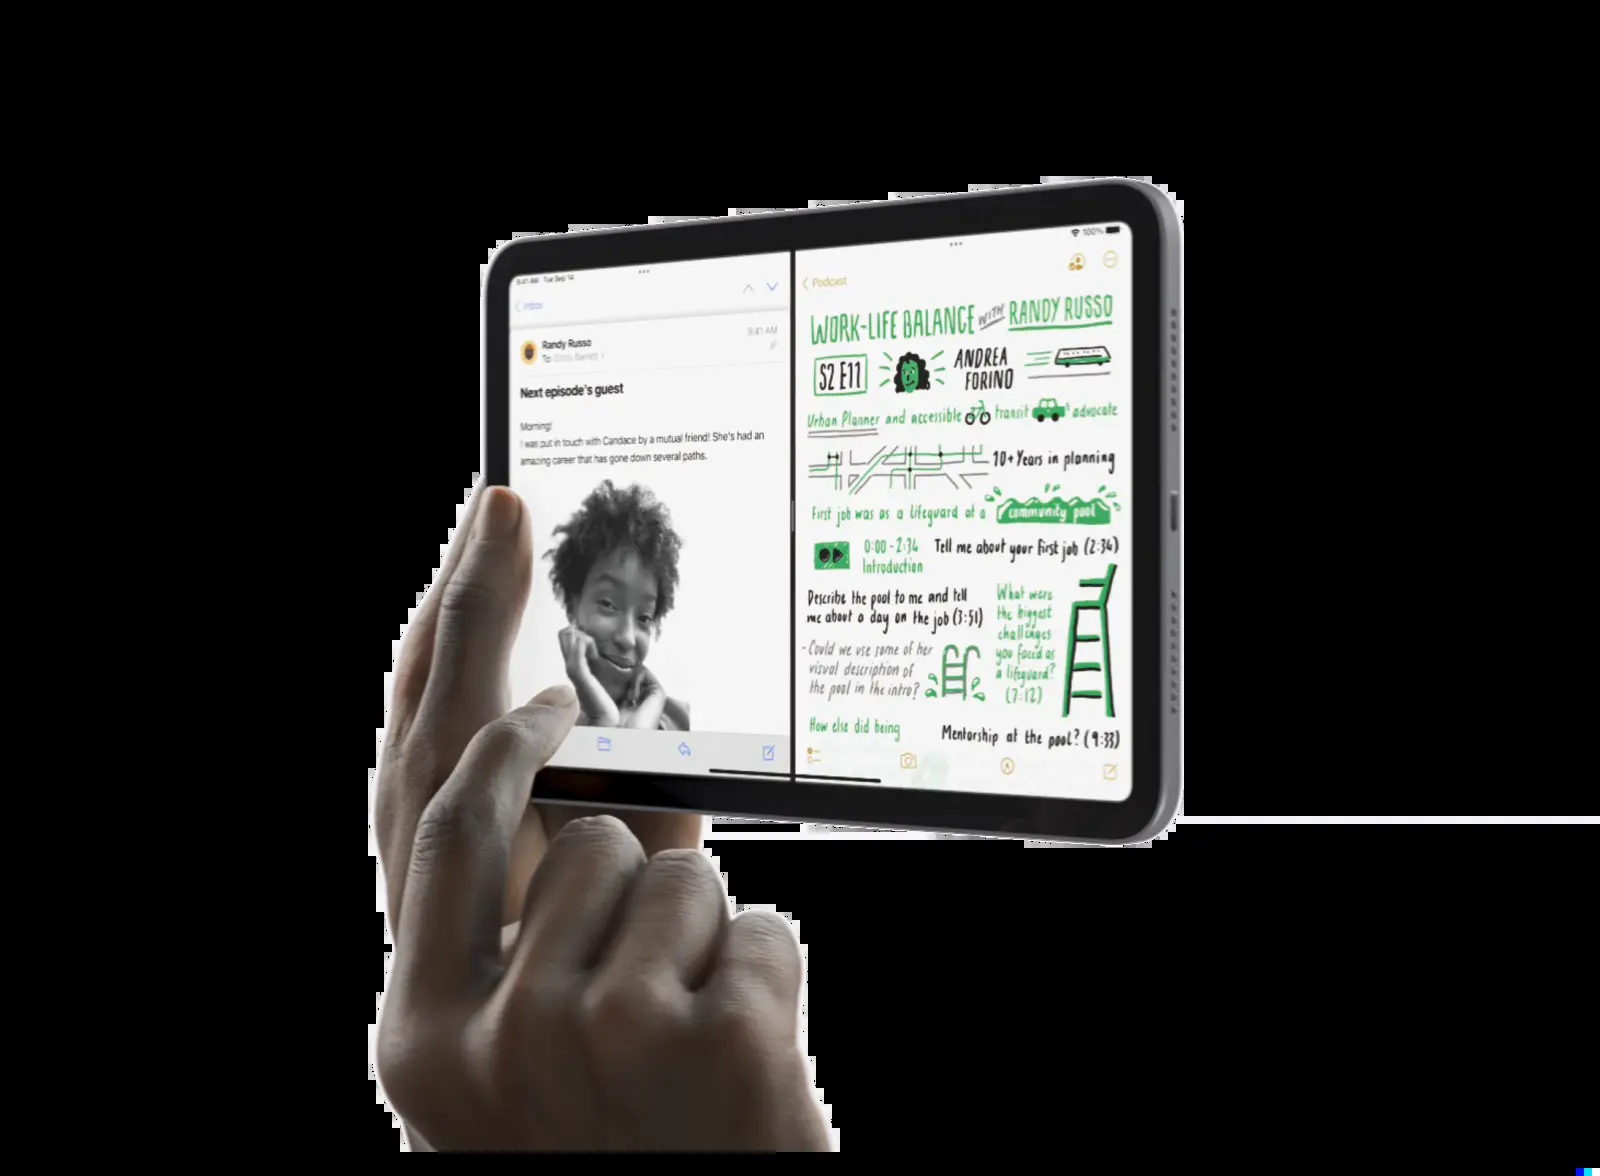 9:41 AM Tue Sep 14
Inbox
Randy Russo
To:
9:41 AM
Next episode's guest
Morning!
I was put in touch with Candace by a mutual friend! She's had an
amazing career that has gone down several paths.
100%
Podcast
WORK-LIFE BALANCE WITH RANDY RUSSO
S2 E11
ANDREA
FORINO
Urban Planner and accessible transit advocate
10+ Years in planning
First job was as a lifeguard at a community pool
0:00 - 2:34
Introduction
Tell me about your first job (2:34)
Describe the pool to me and tell
me about a day on the job (3:51)
- Could we use some of her
visual description of
the pool in the intro?
What were
the biggest
challenges
you faced as
a lifeguard?
(7:12)
How else did being
Mentorship at the pool? (9:33)